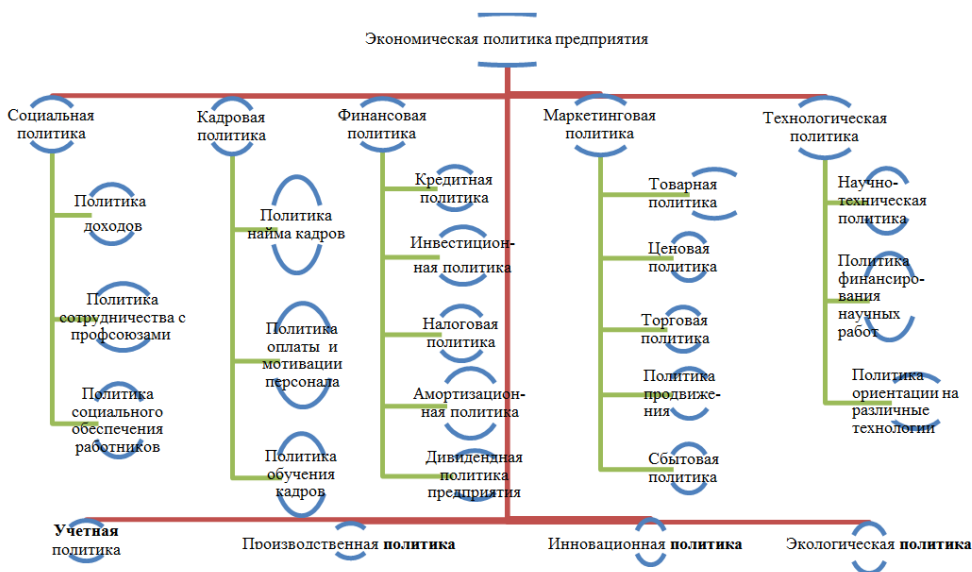 Экономическая политика предприятия
Социальная
политика
Кадровая
политика
Финансовая
политика
Маркетинговая
политика
Технологическая
политика
Политика
доходов
Политика
сотрудничества с
профсоюзами
Политика
социального
обеспечения
работников
Политика
найма кадров
Политика
оплаты и
мотивации
персонала
Политика
обучения
кадров
Кредитная
политика
Инвестицион-
ная политика
Налоговая
политика
Амортизацион-
ная политика
Дивидендная
политика
предприятия
Товарная
политика
Ценовая
политика
Торговая
политика
Политика
продвиже-
ния
Сбытовая
политика
Научно-
техническая
политика
Политика
финансиро-
вания
научных
работ
Политика
ориентации на
различные
технологии
Учетная
политика
Производственная политика
Инновационная политика
Экологическая политика